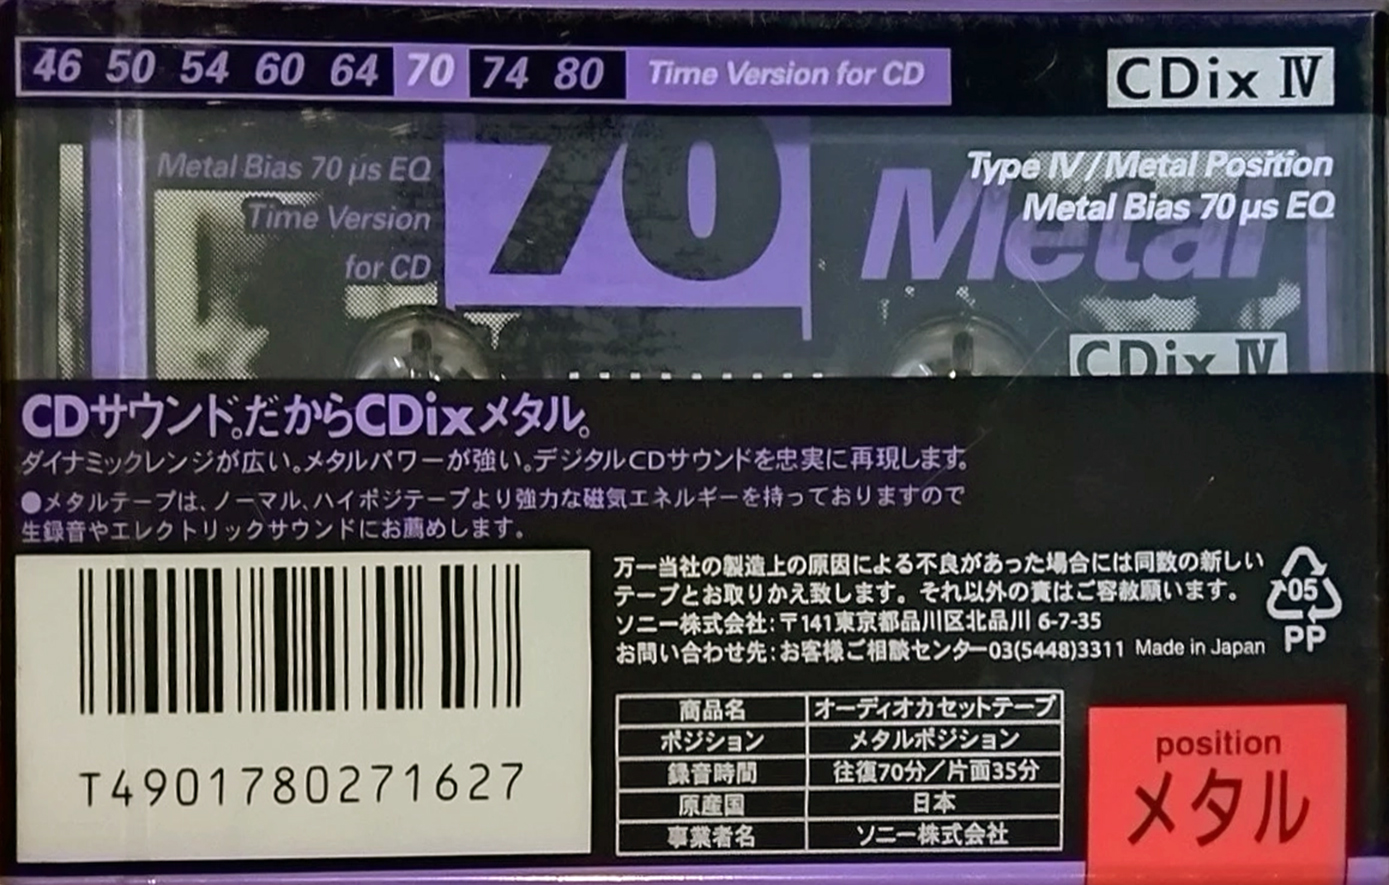 46 50 54 60 64 70 74 80 Time Version for CD
CDix IV
Metal Bias 70 µs EQ
Time Version
for CD
70
Metal
Type IV/Metal Position
Metal Bias 70 µs EQ
CDix IV
CDサウンド。だからCDixメタル。
ダイナミックレンジが広い。メタルパワーが強い。デジタルCDサウンドを忠実に再現します。
●メタルテープは、ノーマル、ハイポジテープより強力な磁気エネルギーを持っておりますので
生録音やエレクトリックサウンドにお薦めします。
T4901780271627
万一当社の製造上の原因による不良があった場合には同数の新しい
テープとお取りかえ致します。それ以外の責はご容赦願います。
ソニー株式会社:〒141東京都品川区北品川 6-7-35
お問い合わせ先:お客様ご相談センター03(5448)3311 Made in Japan
05
PP
商品名 オーディオカセットテープ
ポジション メタルポジション
録音時間 往復70分/片面35分
原産国 日本
事業者名 ソニー株式会社
position
メタル